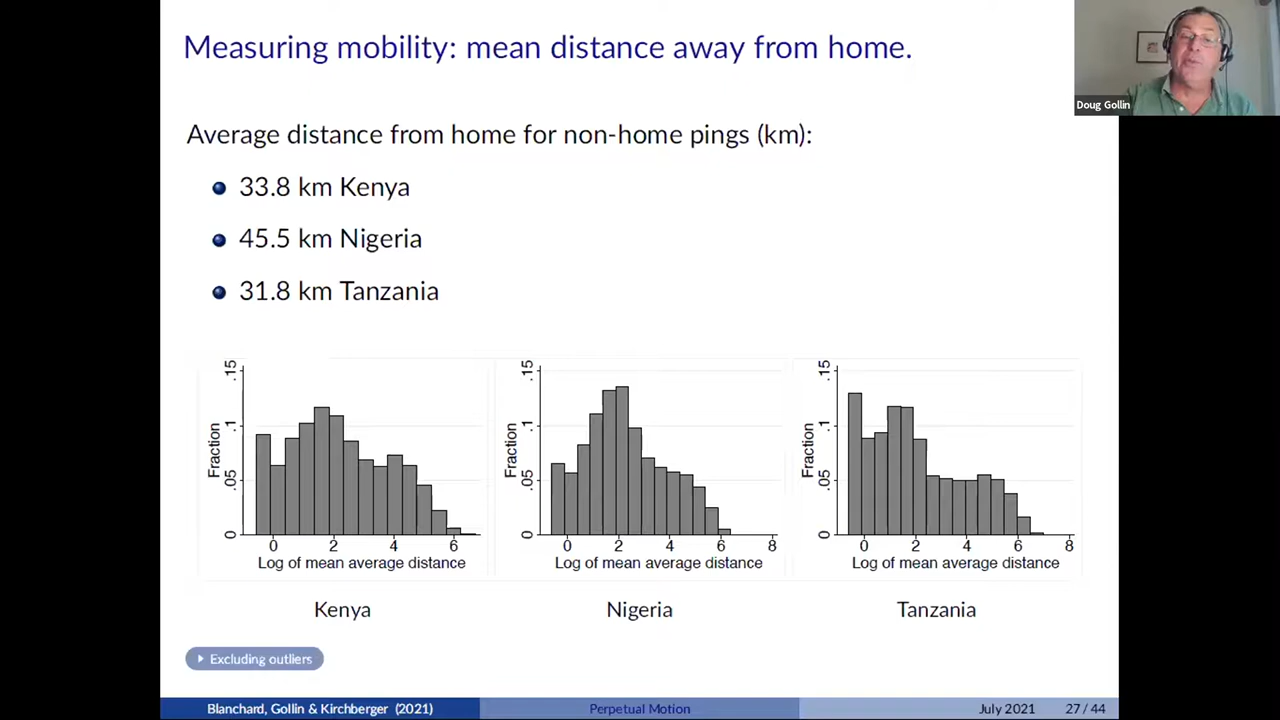 Measuring mobility: mean distance away from home.
Doug Gollin
Average distance from home for non-home pings (km):
33.8 km Kenya
45.5 km Nigeria
31.8 km Tanzania
Fraction
0 .05 .1 .15
0 2 4 6
Log of mean average distance
Kenya
Fraction
0 .05 .1 .15
0 2 4 6 8
Log of mean average distance
Nigeria
Fraction
0 .05 .1 .15
0 2 4 6 8
Log of mean average distance
Tanzania
Excluding outliers
Blanchard, Gollin & Kirchberger (2021) Perpetual Motion July 2021 27 / 44